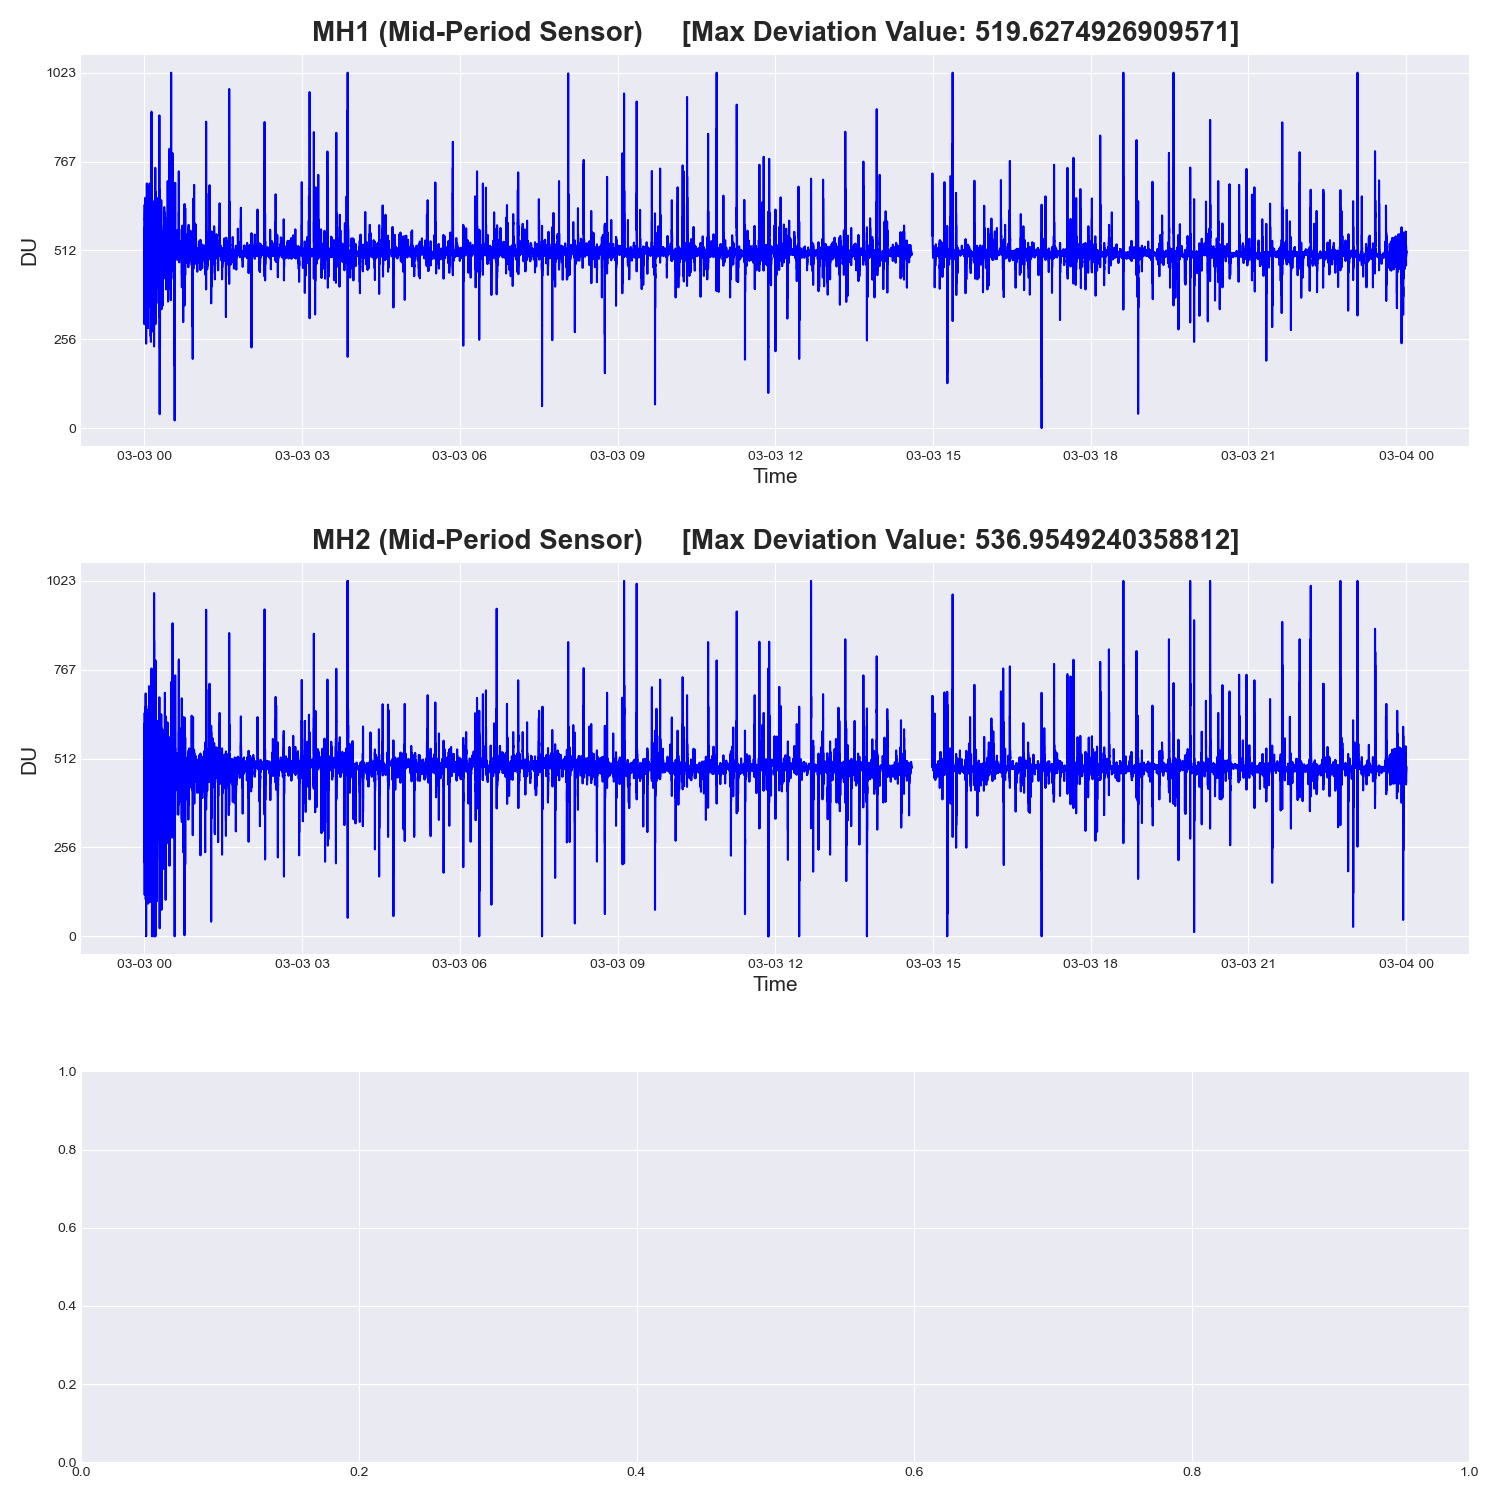 MH1 (Mid-Period Sensor) [Max Deviation Value: 519.6274926909571]
1023
767
512
256
0
DU
03-03 00 03-03 03 03-03 06 03-03 09 03-03 12 03-03 15 03-03 18 03-03 21 03-04 00
Time
MH2 (Mid-Period Sensor) [Max Deviation Value: 536.9549240358812]
1023
767
512
256
0
DU
03-03 00 03-03 03 03-03 06 03-03 09 03-03 12 03-03 15 03-03 18 03-03 21 03-04 00
Time
1.0
0.8
0.6
0.4
0.2
0.0
0.0 0.2 0.4 0.6 0.8 1.0